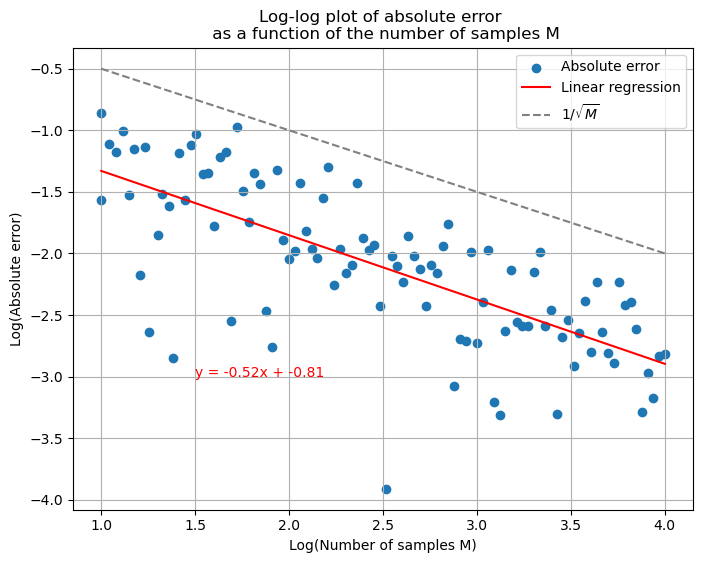 Log-log plot of absolute error
as a function of the number of samples M
Absolute error
Linear regression
1/√M
y = -0.52x + -0.81
Log(Absolute error)
−0.5
−1.0
−1.5
−2.0
−2.5
−3.0
−3.5
−4.0
1.0
1.5
2.0
2.5
3.0
3.5
4.0
Log(Number of samples M)